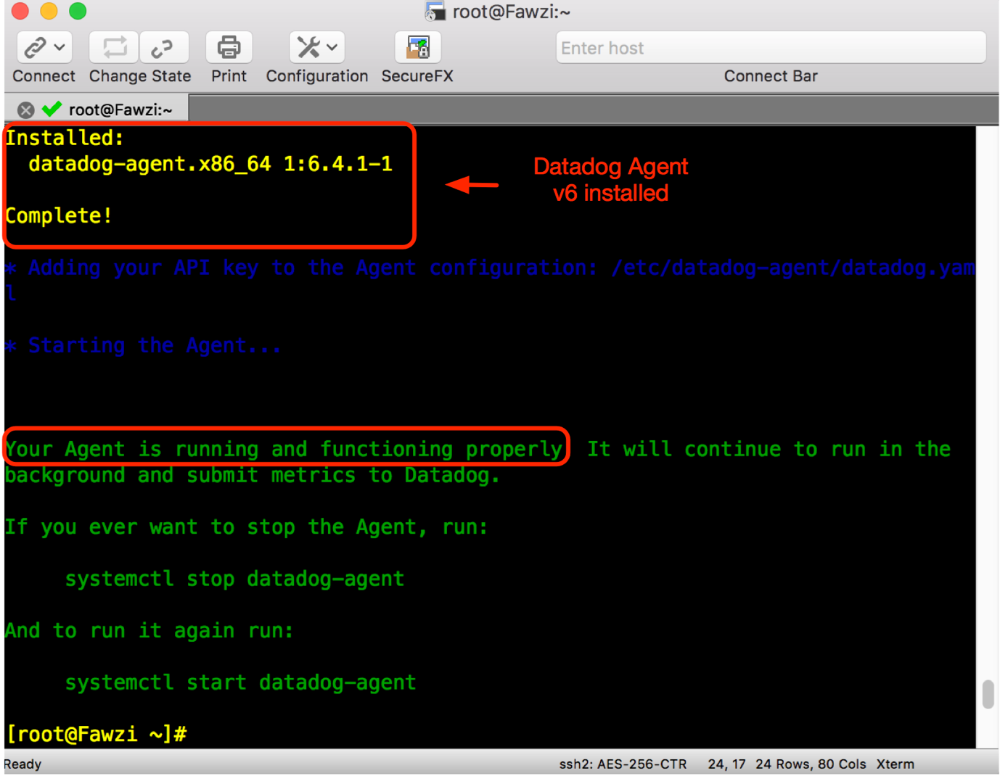 root@Fawzi:~
Enter host
Connect Change State Print Configuration SecureFX Connect Bar
root@Fawzi:~
Installed:
datadog-agent.x86_64 1:6.4.1-1
Datadog Agent
v6 installed
Complete!
* Adding your API key to the Agent configuration: /etc/datadog-agent/datadog.yam
l
* Starting the Agent...
Your Agent is running and functioning properly It will continue to run in the
background and submit metrics to Datadog.
If you ever want to stop the Agent, run:
systemctl stop datadog-agent
And to run it again run:
systemctl start datadog-agent
[root@Fawzi ~]#
Ready ssh2: AES-256-CTR 24, 17 24 Rows, 80 Cols Xterm